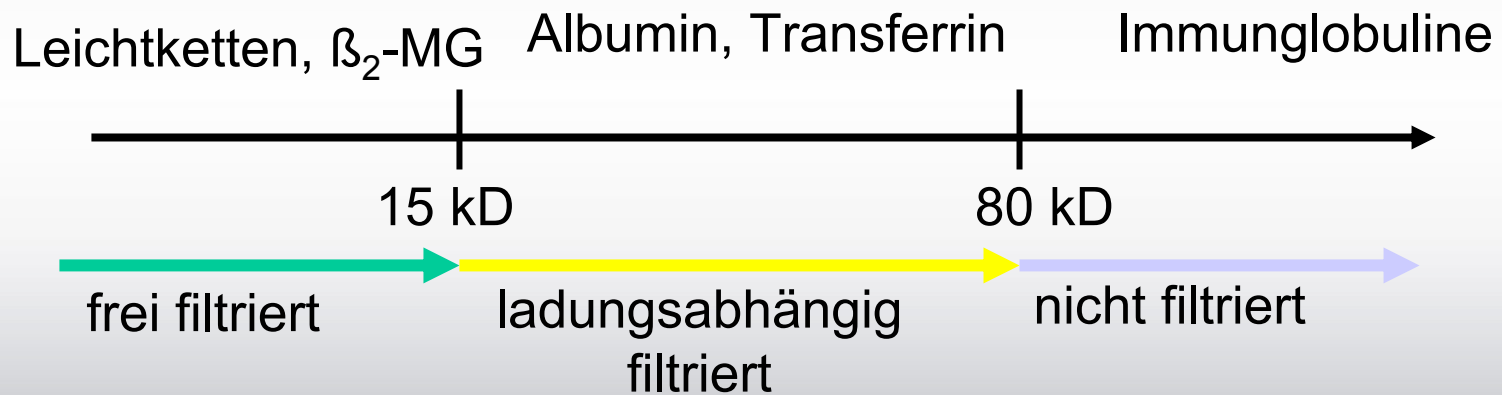 Leichtketten, ß₂-MG
Albumin, Transferrin
Immunglobuline
15 kD
80 kD
frei filtriert
ladungsabhängig
filtriert
nicht filtriert